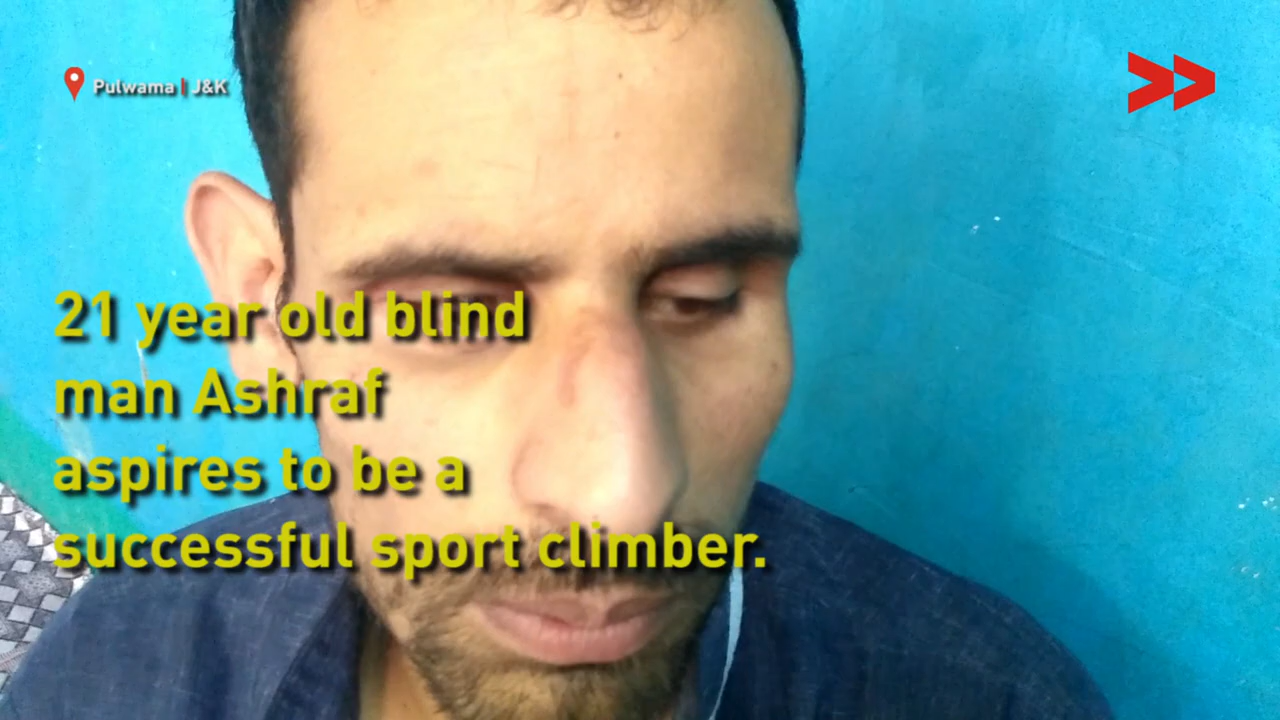 Pulwama | J&K
21 year old blind
man Ashraf
aspires to be a
successful sport climber.